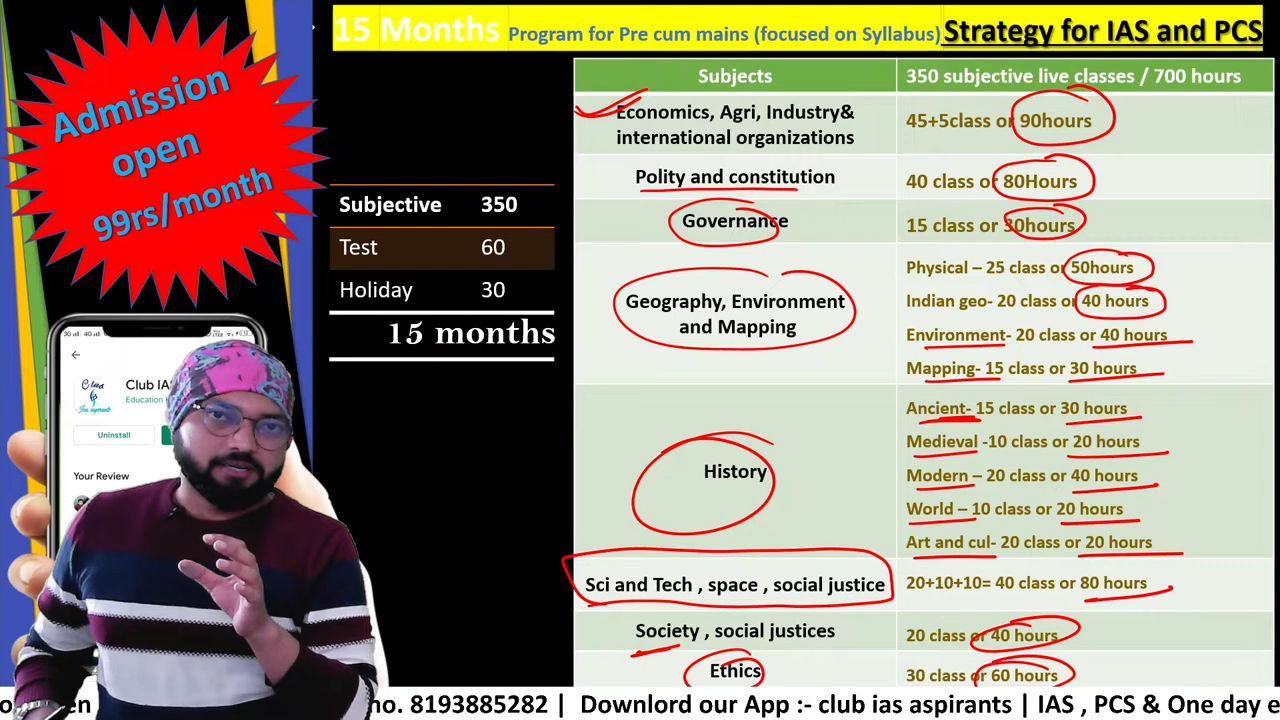 15 Months Program for Pre cum mains (focused on Syllabus) Strategy for IAS and PCS
Admission
open
99rs/month
Subjective 350
Test 60
Holiday 30
15 months
Club IAS
Education
Uninstall
Your Review
Subjects 350 subjective live classes / 700 hours
Economics, Agri, Industry&
international organizations
45+5class or 90hours
Polity and constitution 40 class or 80Hours
Governance 15 class or 30hours
Geography, Environment
and Mapping
Physical – 25 class or 50hours
Indian geo- 20 class or 40 hours
Environment- 20 class or 40 hours
Mapping- 15 class or 30 hours
History
Ancient- 15 class or 30 hours
Medieval -10 class or 20 hours
Modern – 20 class or 40 hours
World – 10 class or 20 hours
Art and cul- 20 class or 20 hours
Sci and Tech , space , social justice 20+10+10= 40 class or 80 hours
Society , social justices 20 class or 40 hours
Ethics 30 class or 60 hours
no. 8193885282 | Downlord our App :- club ias aspirants | IAS , PCS & One day e